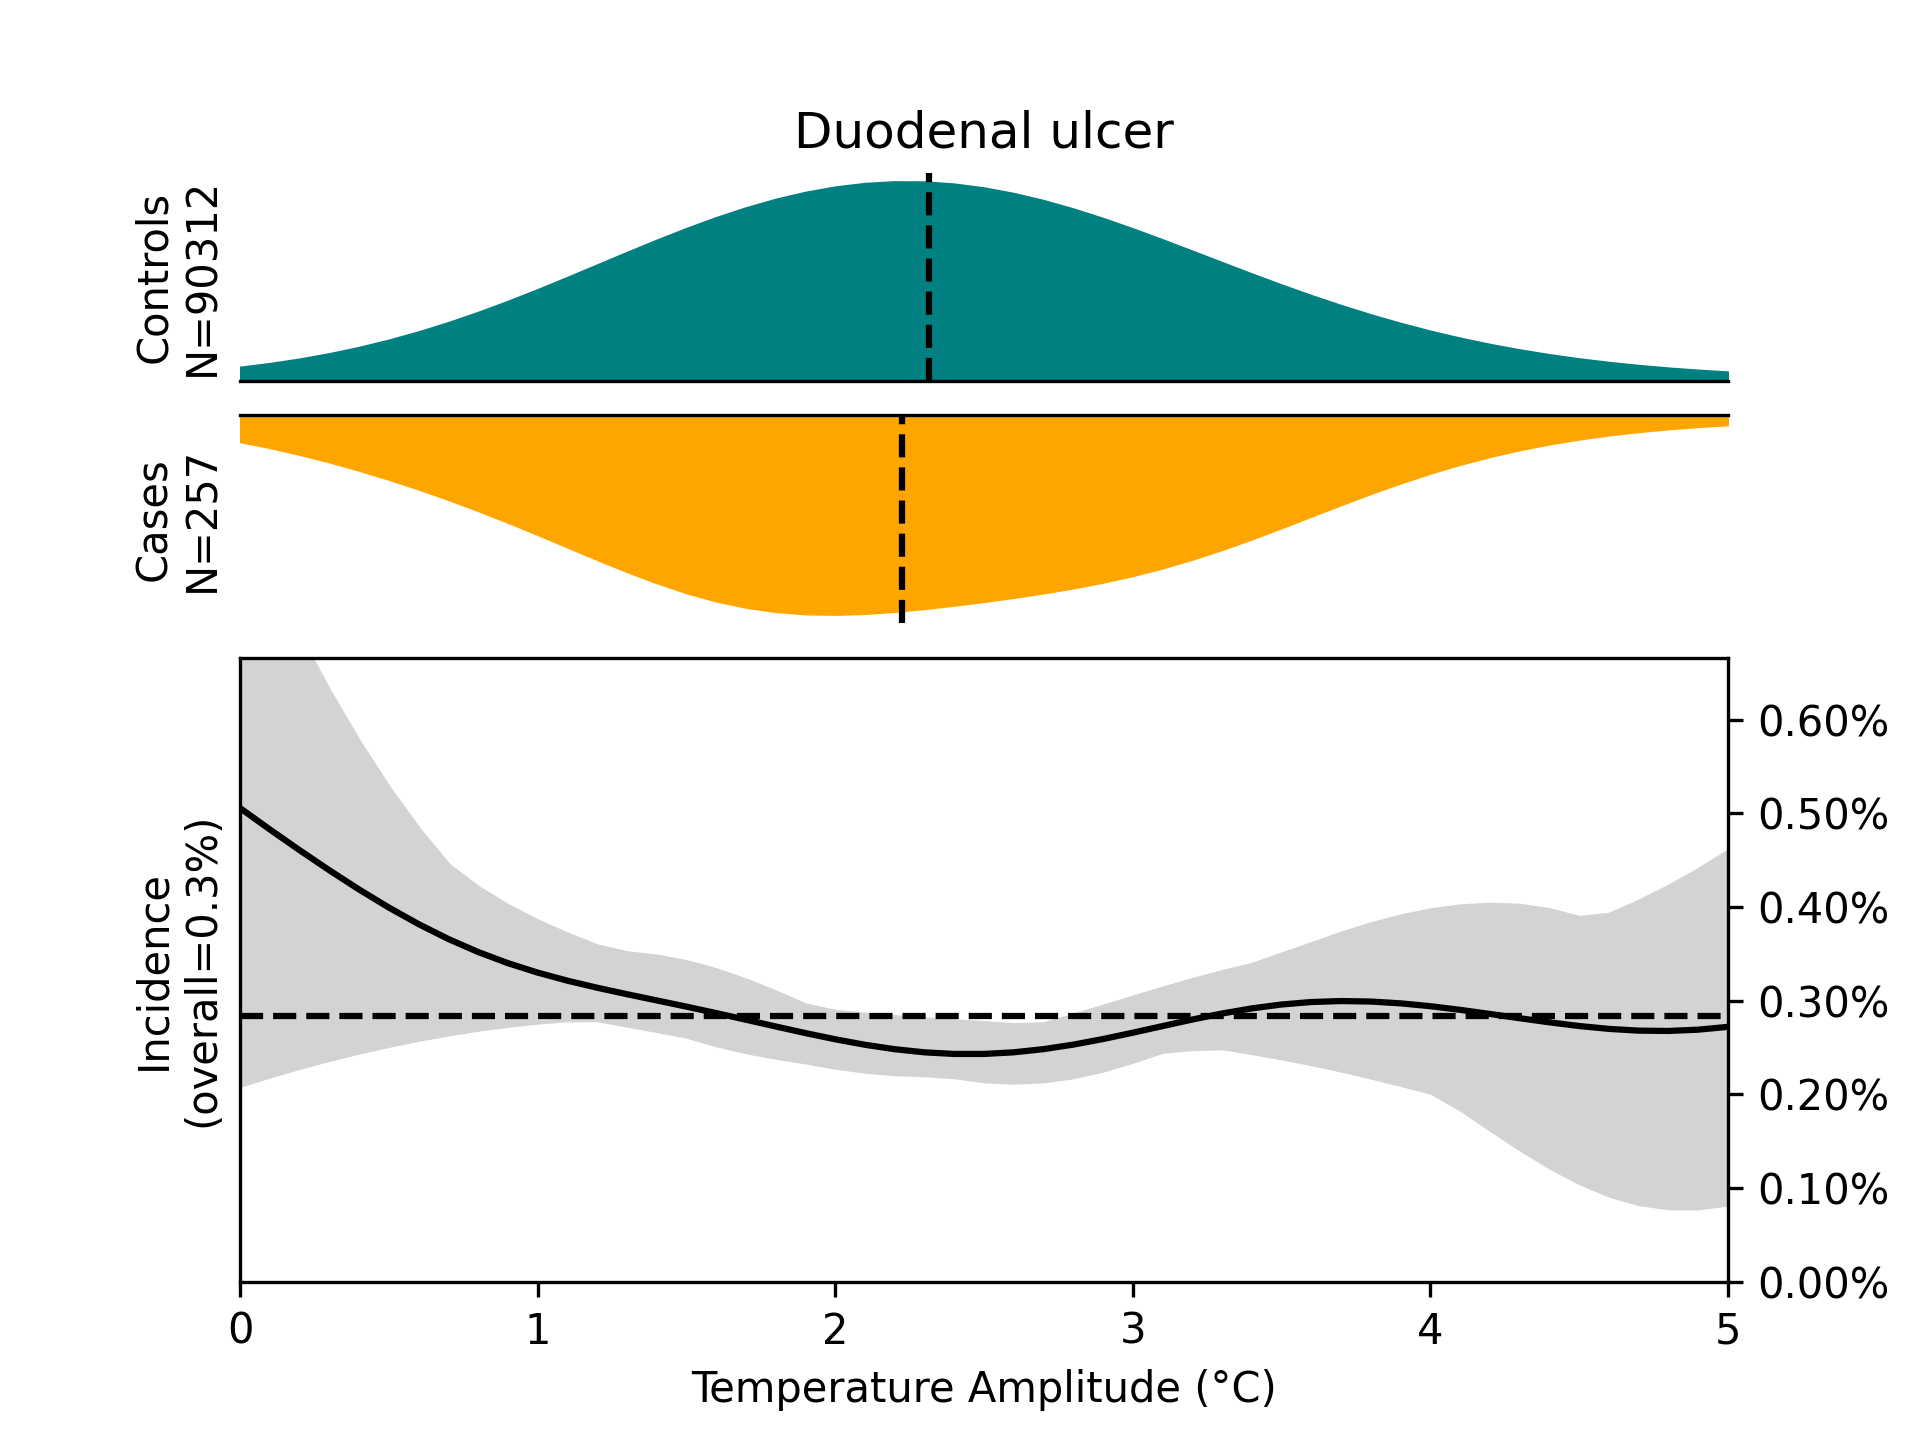 Duodenal ulcer
Controls
N=90312
Cases
N=257
Incidence
(overall=0.3%)
0.60%
0.50%
0.40%
0.30%
0.20%
0.10%
0.00%
0 1 2 3 4 5
Temperature Amplitude (°C)